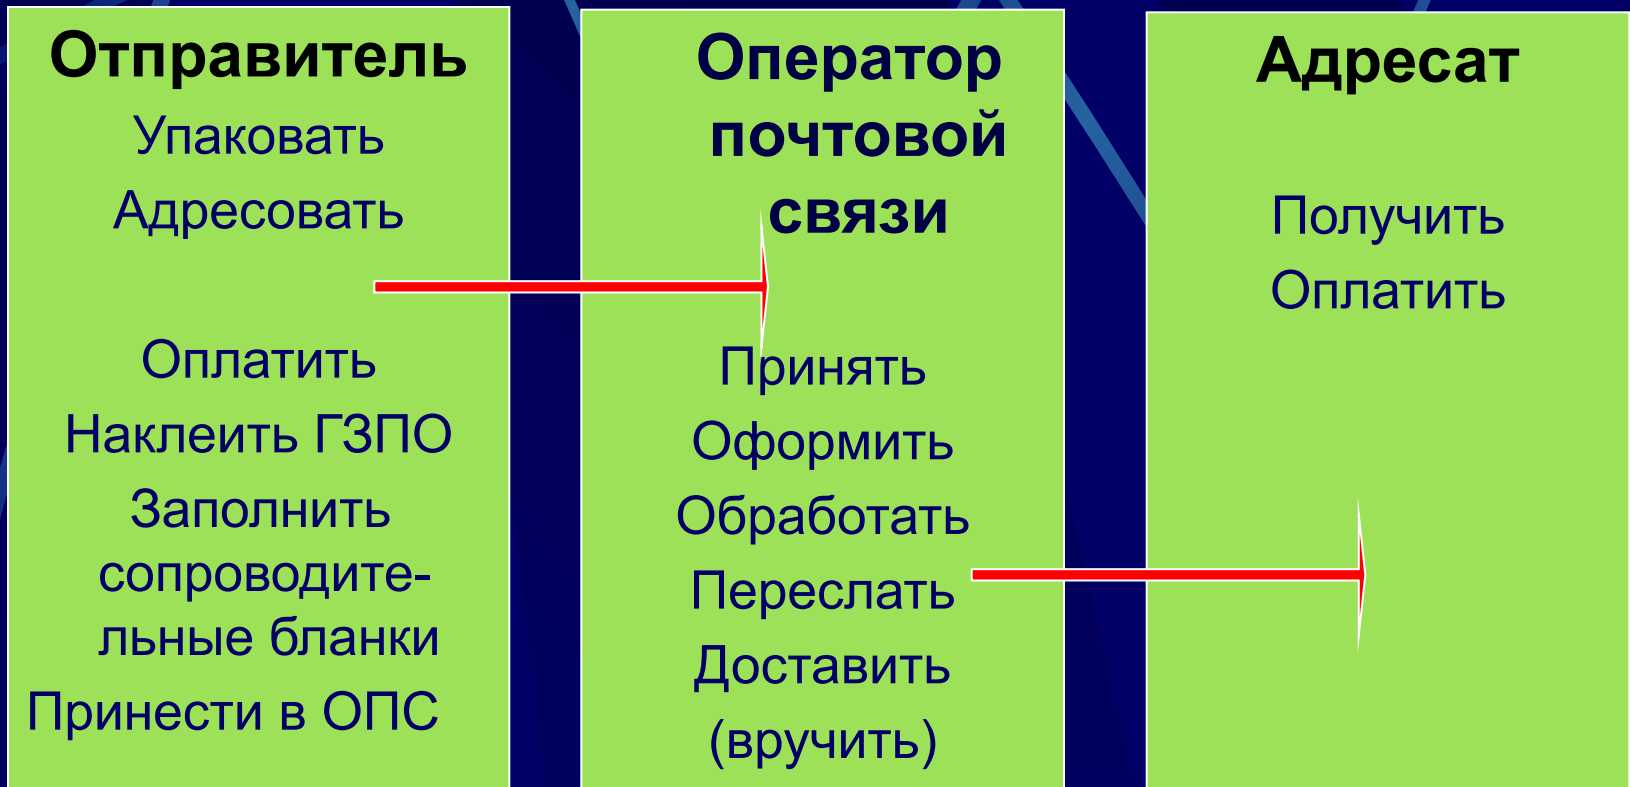 Отправитель
Упаковать
Адресовать
Оплатить
Наклеить ГЗПО
Заполнить
сопроводите-
льные бланки
Принести в ОПС
Оператор
почтовой
связи
Принять
Оформить
Обработать
Переслать
Доставить
(вручить)
Адресат
Получить
Оплатить